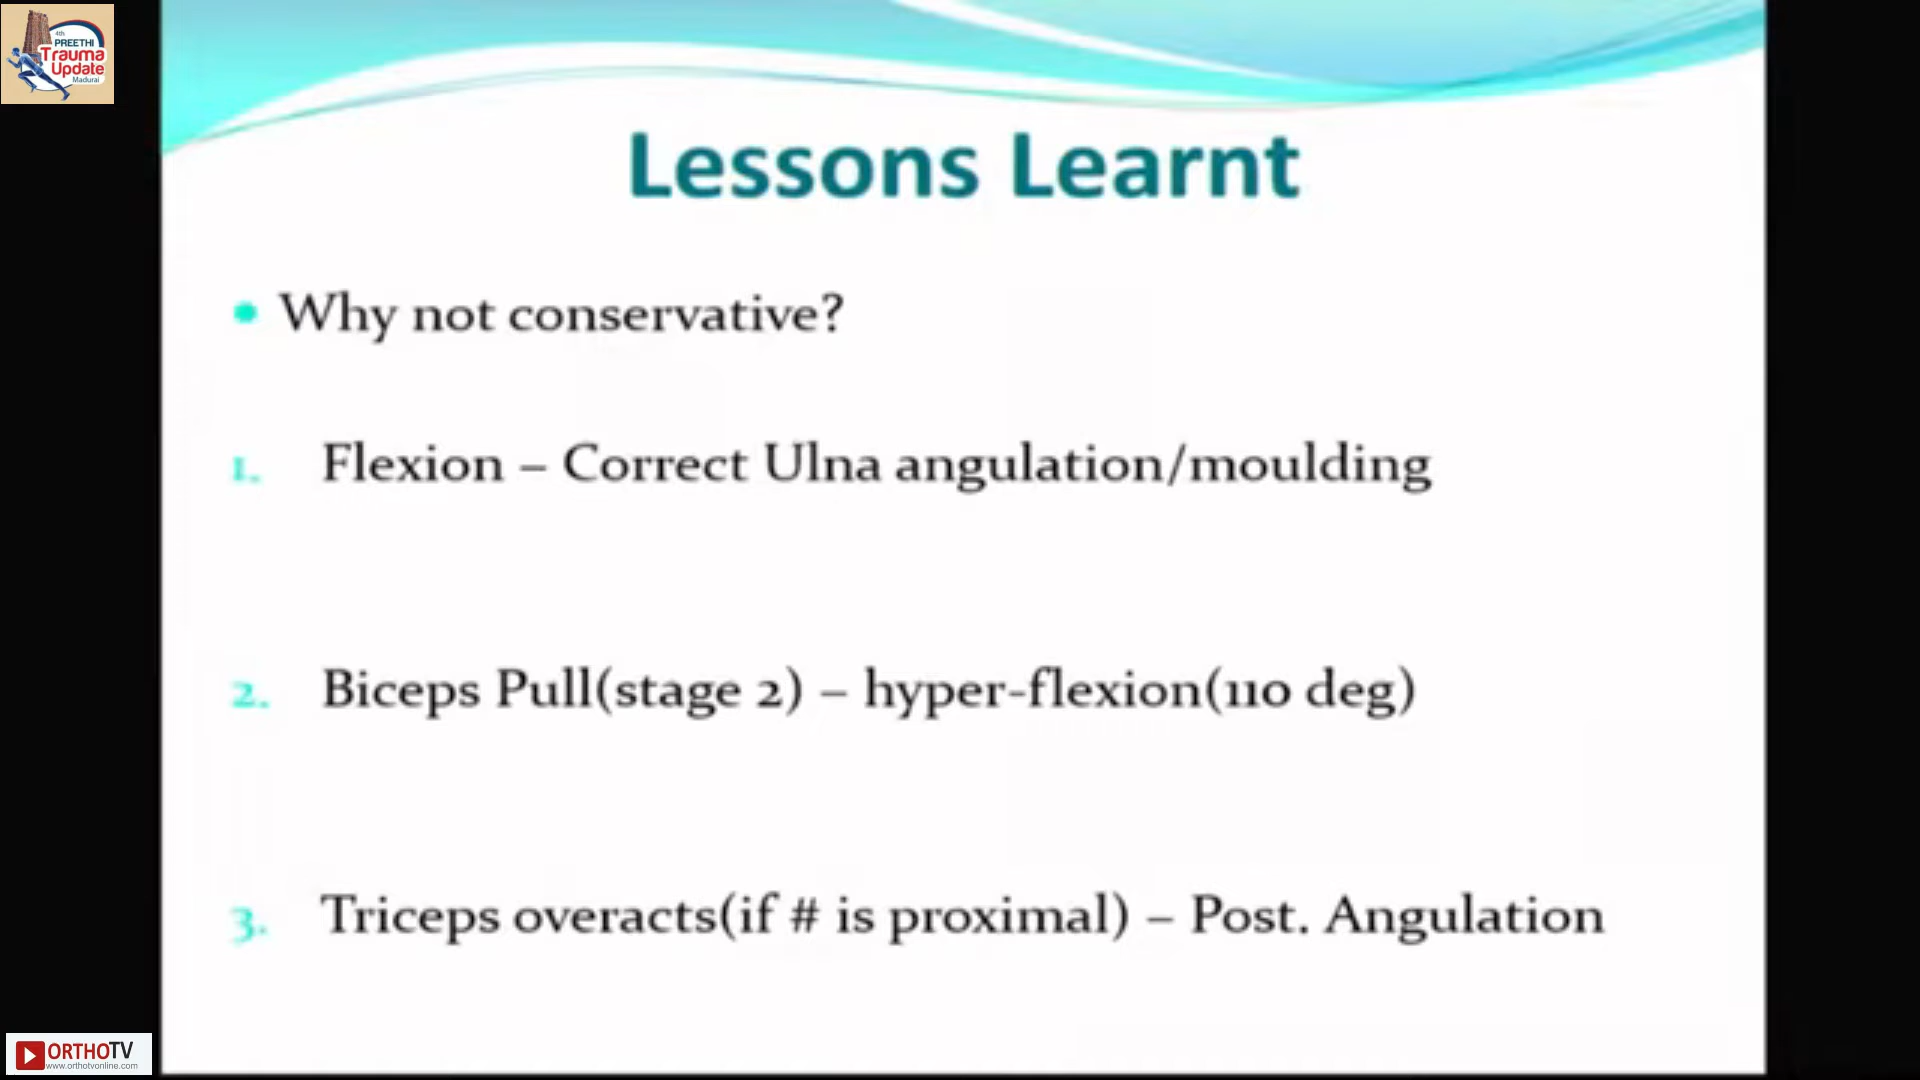 4th
PREETHI
Trauma
Update
Madurai
Lessons Learnt
• Why not conservative?
1. Flexion – Correct Ulna angulation/moulding
2. Biceps Pull(stage 2) – hyper-flexion(110 deg)
3. Triceps overacts(if # is proximal) – Post. Angulation
ORTHOTV
www.orthotvonline.com